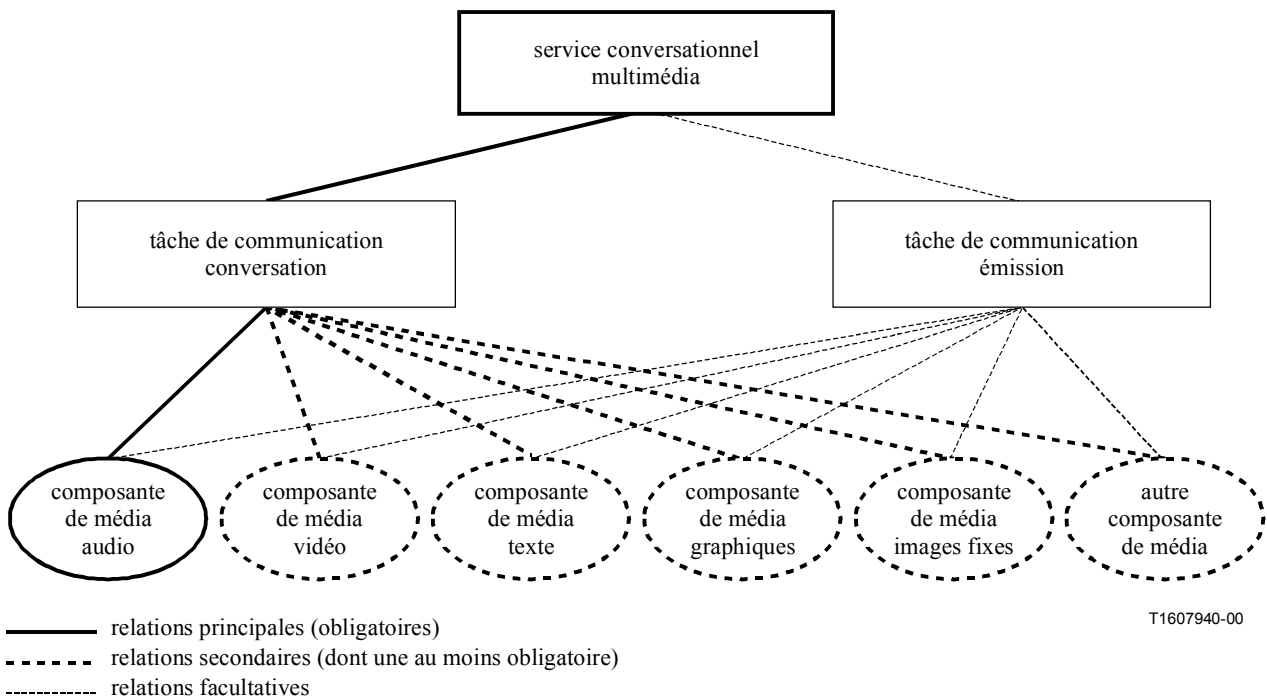 service conversationnel
multimédia
tâche de communication
conversation
tâche de communication
émission
composante
de média
audio
composante
de média
vidéo
composante
de média
texte
composante
de média
graphiques
composante
de média
images fixes
autre
composante
de média
T1607940-00
relations principales (obligatoires)
relations secondaires (dont une au moins obligatoire)
relations facultatives